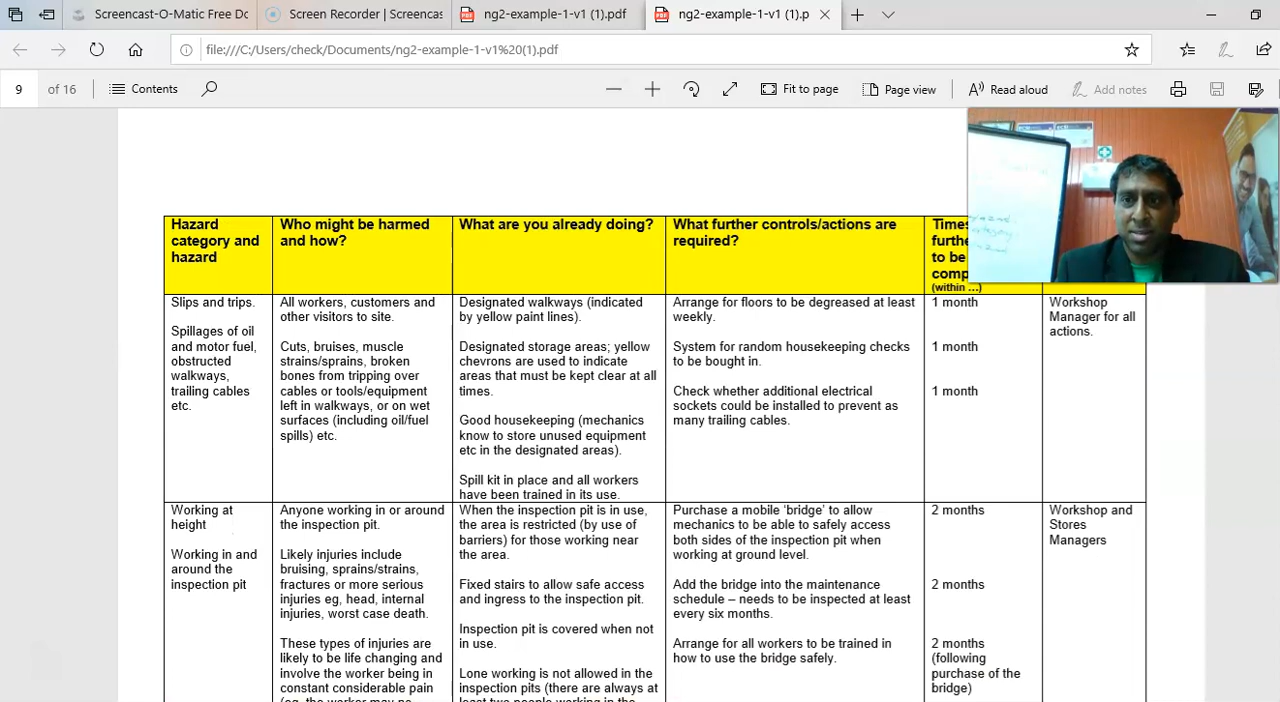 Screencast-O-Matic Free Do
Screen Recorder | Screencas
ng2-example-1-v1 (1).pdf
ng2-example-1-v1 (1).p
file:///C:/Users/check/Documents/ng2-example-1-v1%20(1).pdf
9 of 16
Contents
Fit to page
Page view
Read aloud
Add notes
Hazard
category and
hazard
Who might be harmed
and how?
What are you already doing?
What further controls/actions are
required?
Time
furthe
to be
comp
(within ...)
Slips and trips.
Spillages of oil
and motor fuel,
obstructed
walkways,
trailing cables
etc.
All workers, customers and
other visitors to site.
Cuts, bruises, muscle
strains/sprains, broken
bones from tripping over
cables or tools/equipment
left in walkways, or on wet
surfaces (including oil/fuel
spills) etc.
Designated walkways (indicated
by yellow paint lines).
Designated storage areas; yellow
chevrons are used to indicate
areas that must be kept clear at all
times.
Good housekeeping (mechanics
know to store unused equipment
etc in the designated areas).
Spill kit in place and all workers
have been trained in its use.
Arrange for floors to be degreased at least
weekly.
System for random housekeeping checks
to be bought in.
Check whether additional electrical
sockets could be installed to prevent as
many trailing cables.
1 month
1 month
1 month
Workshop
Manager for all
actions.
Working at
height
Working in and
around the
inspection pit
Anyone working in or around
the inspection pit.
Likely injuries include
bruising, sprains/strains,
fractures or more serious
injuries eg, head, internal
injuries, worst case death.
These types of injuries are
likely to be life changing and
involve the worker being in
constant considerable pain
(eg, the worker may no
When the inspection pit is in use,
the area is restricted (by use of
barriers) for those working near
the area.
Fixed stairs to allow safe access
and ingress to the inspection pit.
Inspection pit is covered when not
in use.
Lone working is not allowed in the
inspection pits (there are always at
least two people working in the
Purchase a mobile ‘bridge’ to allow
mechanics to be able to safely access
both sides of the inspection pit when
working at ground level.
Add the bridge into the maintenance
schedule – needs to be inspected at least
every six months.
Arrange for all workers to be trained in
how to use the bridge safely.
2 months
2 months
2 months
(following
purchase of the
bridge)
Workshop and
Stores
Managers